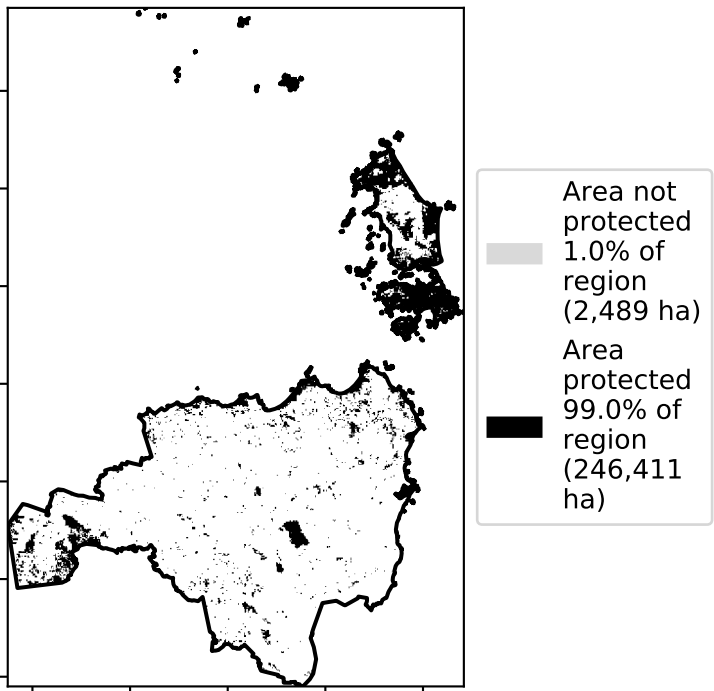 Area not
protected
1.0% of
region
(2,489 ha)
Area
protected
99.0% of
region
(246,411
ha)